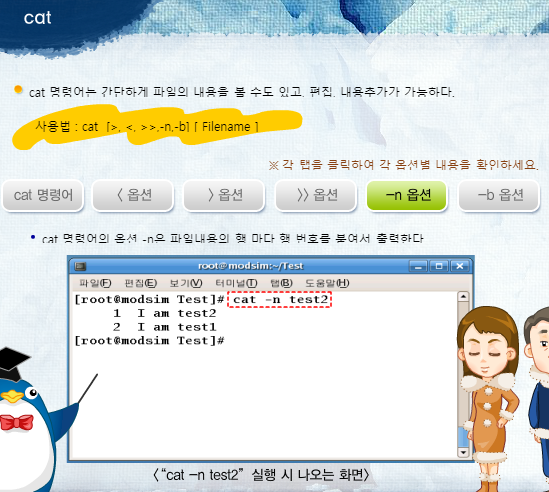 cat
cat 명령어는 간단하게 파일의 내용을 볼 수도 있고, 편집, 내용추가가 가능하다.
사용법 : cat [>, <, >>,-n,-b] [ Filename ]
※ 각 탭을 클릭하여 각 옵션별 내용을 확인하세요.
cat 명령어 < 옵션 > 옵션 >> 옵션 -n 옵션 -b 옵션
cat 명령어의 옵션 -n은 파일내용의 행 마다 행 번호를 붙여서 출력하다
root@modsim:~/Test
파일(F) 편집(E) 보기(V) 터미널(T) 탭(B) 도움말(H)
[root@modsim Test]# cat -n test2
1 I am test2
2 I am test1
[root@modsim Test]#
<“cat -n test2” 실행 시 나오는 화면>